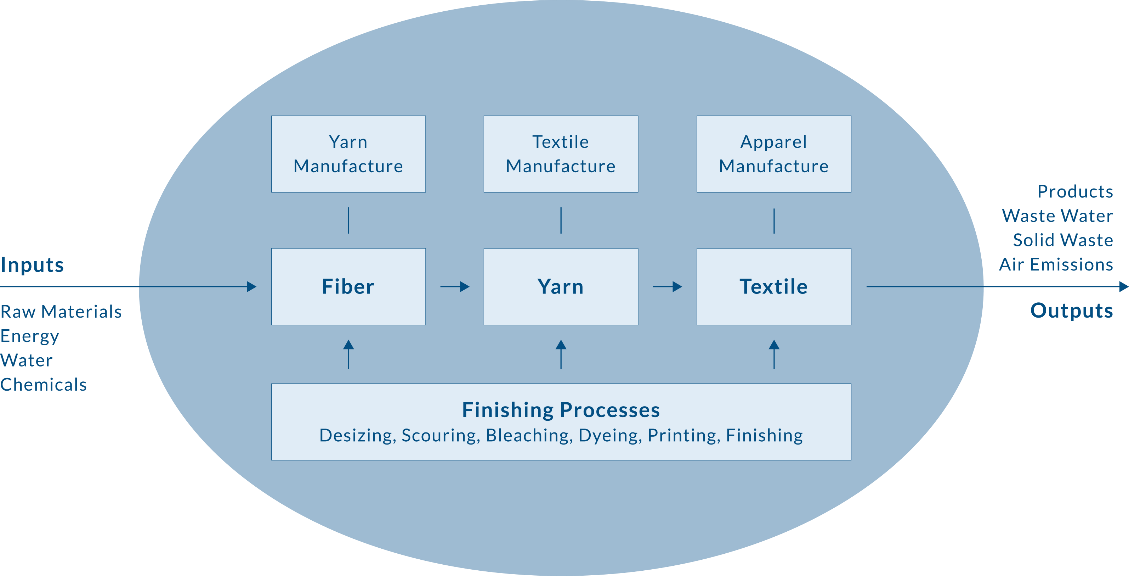 Yarn
Manufacture
Textile
Manufacture
Apparel
Manufacture
Inputs
Raw Materials
Energy
Water
Chemicals
Fiber
Yarn
Textile
Products
Waste Water
Solid Waste
Air Emissions
Outputs
Finishing Processes
Desizing, Scouring, Bleaching, Dyeing, Printing, Finishing